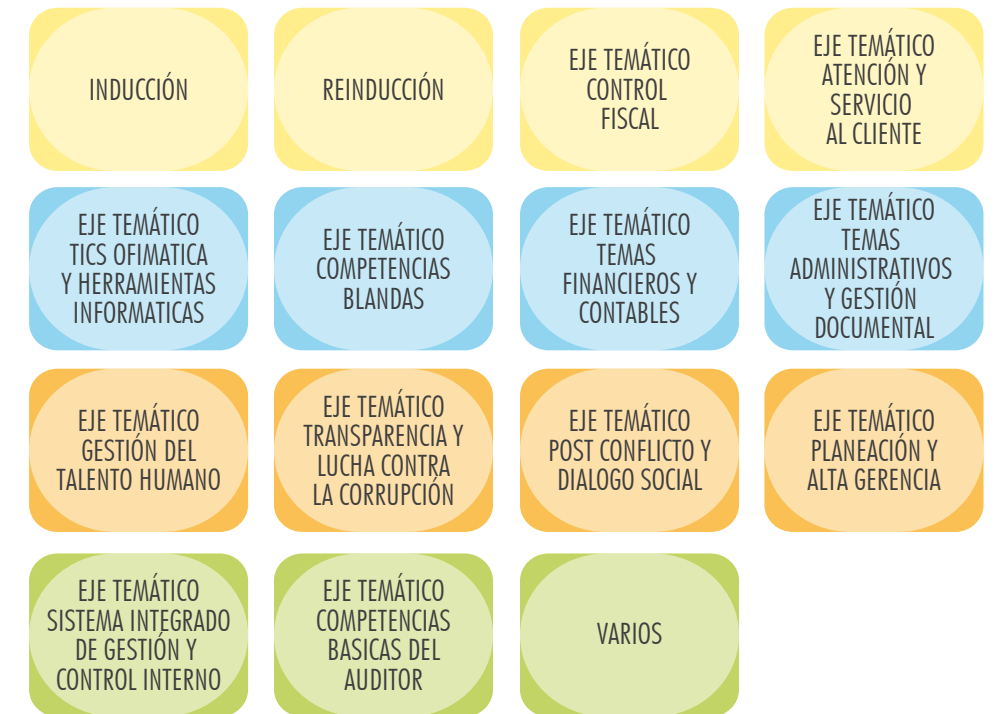 INDUCCIÓN
REINDUCCIÓN
EJE TEMÁTICO
CONTROL
FISCAL
EJE TEMÁTICO
ATENCIÓN Y
SERVICIO
AL CLIENTE
EJE TEMÁTICO
TICS OFIMATICA
Y HERRAMIENTAS
INFORMATICAS
EJE TEMÁTICO
COMPETENCIAS
BLANDAS
EJE TEMÁTICO
TEMAS
FINANCIEROS Y
CONTABLES
EJE TEMÁTICO
TEMAS
ADMINISTRATIVOS
Y GESTIÓN
DOCUMENTAL
EJE TEMÁTICO
GESTIÓN DEL
TALENTO HUMANO
EJE TEMÁTICO
TRANSPARENCIA Y
LUCHA CONTRA
LA CORRUPCIÓN
EJE TEMÁTICO
POST CONFLICTO Y
DIALOGO SOCIAL
EJE TEMÁTICO
PLANEACIÓN Y
ALTA GERENCIA
EJE TEMÁTICO
SISTEMA INTEGRADO
DE GESTIÓN Y
CONTROL INTERNO
EJE TEMÁTICO
COMPETENCIAS
BASICAS DEL
AUDITOR
VARIOS